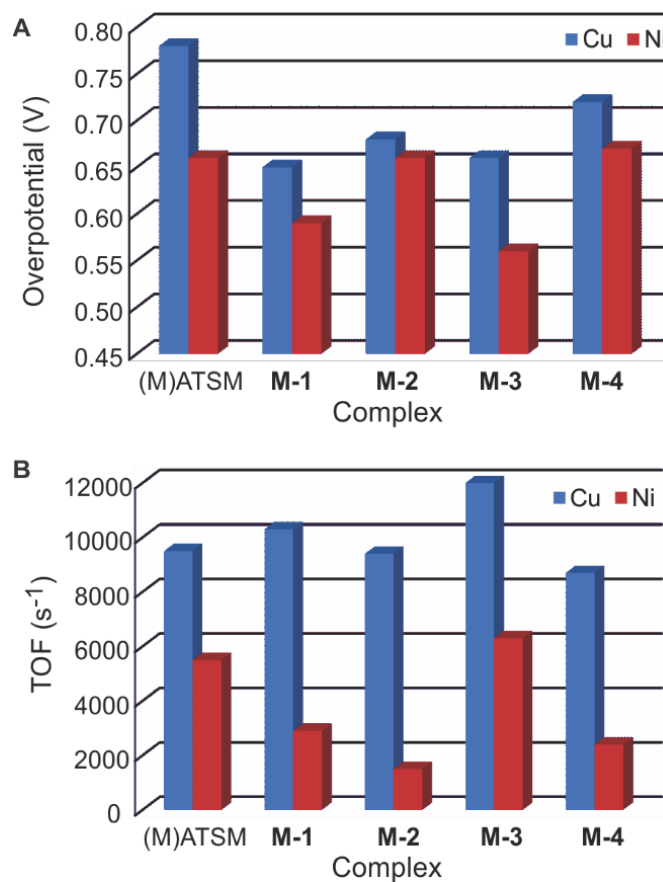 A
0.80
0.75
0.70
0.65
0.60
0.55
0.50
0.45
Overpotential (V)
Cu Ni
(M)ATSM M-1 M-2 M-3 M-4
Complex
B
12000
10000
8000
6000
4000
2000
0
TOF (s⁻¹)
Cu Ni
(M)ATSM M-1 M-2 M-3 M-4
Complex